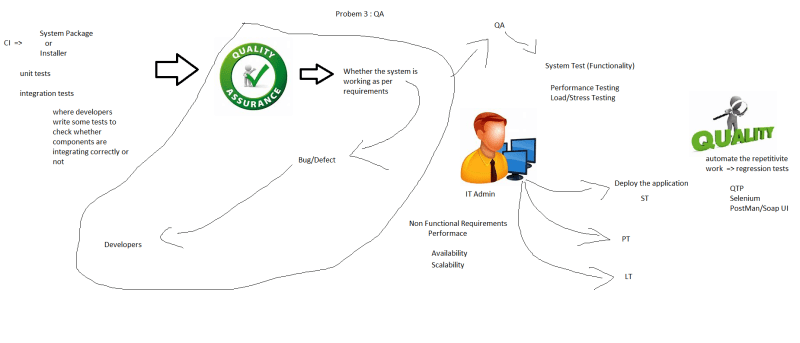 Probem 3 : QA
CI =>
System Package
or
Installer
unit tests
integration tests
where developers
write some tests to
check whether
components are
integrating correctly or
not
QUALITY
ASSURANCE
Whether the system is
working as per
requirements
Bug/Defect
Developers
QA
System Test (Functionality)
Performance Testing
Load/Stress Testing
IT Admin
Non Functional Requirements
Performace
Availability
Scalability
Deploy the application
ST
PT
LT
QUALITY
automate the repetitivite
work => regression tests
QTP
Selenium
PostMan/Soap UI